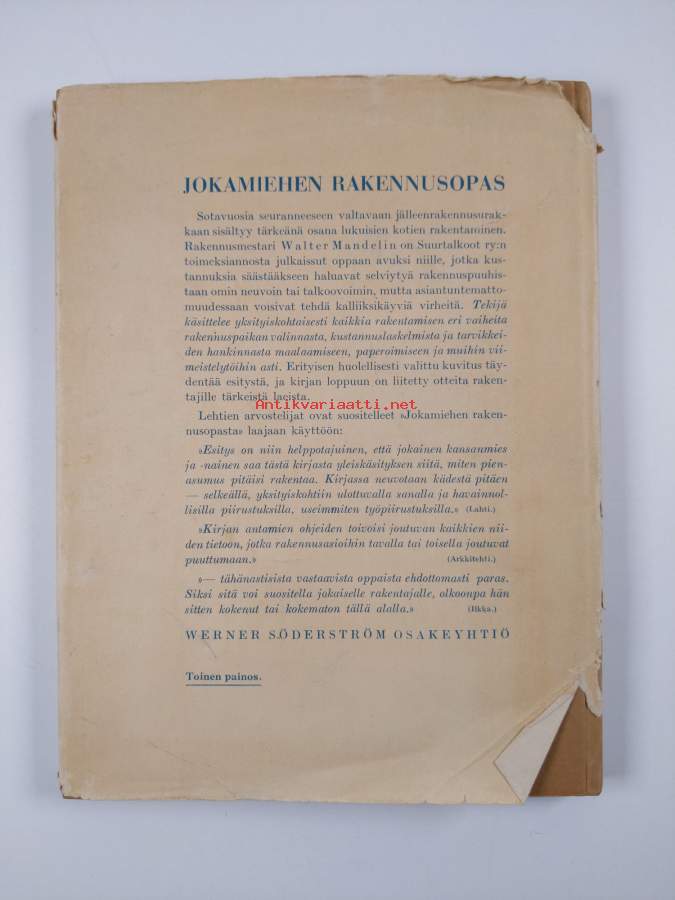 JOKAMIEHEN RAKENNUSOPAS
Sotavuosia seuranneeseen valtavaan jälleenrakennusurak-
kaan sisältyy tärkeänä osana lukuisien kotien rakentaminen.
Rakennusmestari Walter Mandelin on Suurtalkoot ry:n
toimeksiannosta julkaissut oppaan avuksi niille, jotka kus-
tannuksia säästääkseen haluavat selviytyä rakennuspuuhis-
taan omin neuvoin tai talkoovoimin, mutta asiantuntematto-
muudessaan voisivat tehdä kalliiksikäyviä virheitä. Tekijä
käsittelee yksityiskohtaisesti kaikkia rakentamisen eri vaiheita
rakennuspaikan valinnasta, kustannuslaskelmista ja tarvikkei-
den hankinnasta maalaamiseen, paperoimiseen ja muihin vii-
meistelytöihin asti. Erityisen huolellisesti valittu kuvitus täy-
dentää esitystä, ja kirjan loppuun on liitetty otteita raken-
tajille tärkeistä laeista.
Antikvariaatti.net
Lehtien arvostelijat ovat suositelleet »Jokamiehen raken-
nusopasta» laajaan käyttöön:
»Esitys on niin helppotajuinen, että jokainen kansanmies
ja -nainen saa tästä kirjasta yleiskäsityksen siitä, miten pien-
asumus pitäisi rakentaa. Kirjassa neuvotaan kädestä pitäen
— selkeällä, yksityiskohtiin ulottuvalla sanalla ja havainnol-
lisilla piirustuksilla, useimmiten työpiirustuksilla.» (Lahti.)
»Kirjan antamien ohjeiden toivoisi joutuvan kaikkien nii-
den tietoon, jotka rakennusasioihin tavalla tai toisella joutuvat
puuttumaan.» (Arkkitehti.)
»— tähänastisista vastaavista oppaista ehdottomasti paras.
Siksi sitä voi suositella jokaiselle rakentajalle, olkoonpa hän
sitten kokenut tai kokematon tällä alalla.» (Ilkka.)
WERNER SÖDERSTRÖM OSAKEYHTIÖ
Toinen painos.